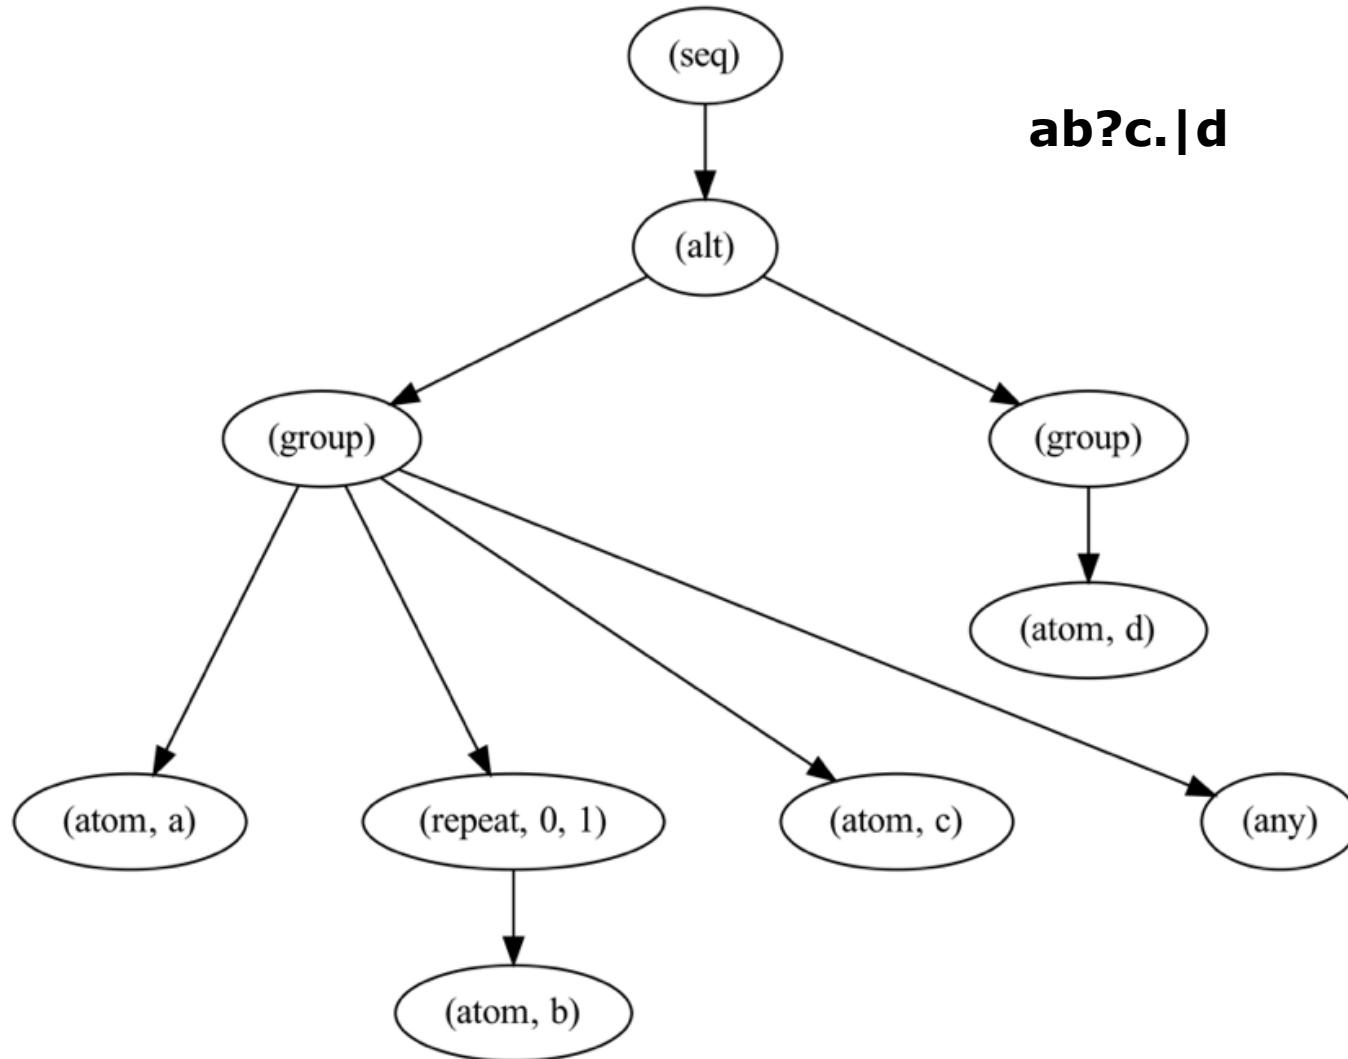 (seq)
ab?c.|d
(alt)
(group)
(group)
(atom, d)
(atom, a)
(repeat, 0, 1)
(atom, c)
(any)
(atom, b)